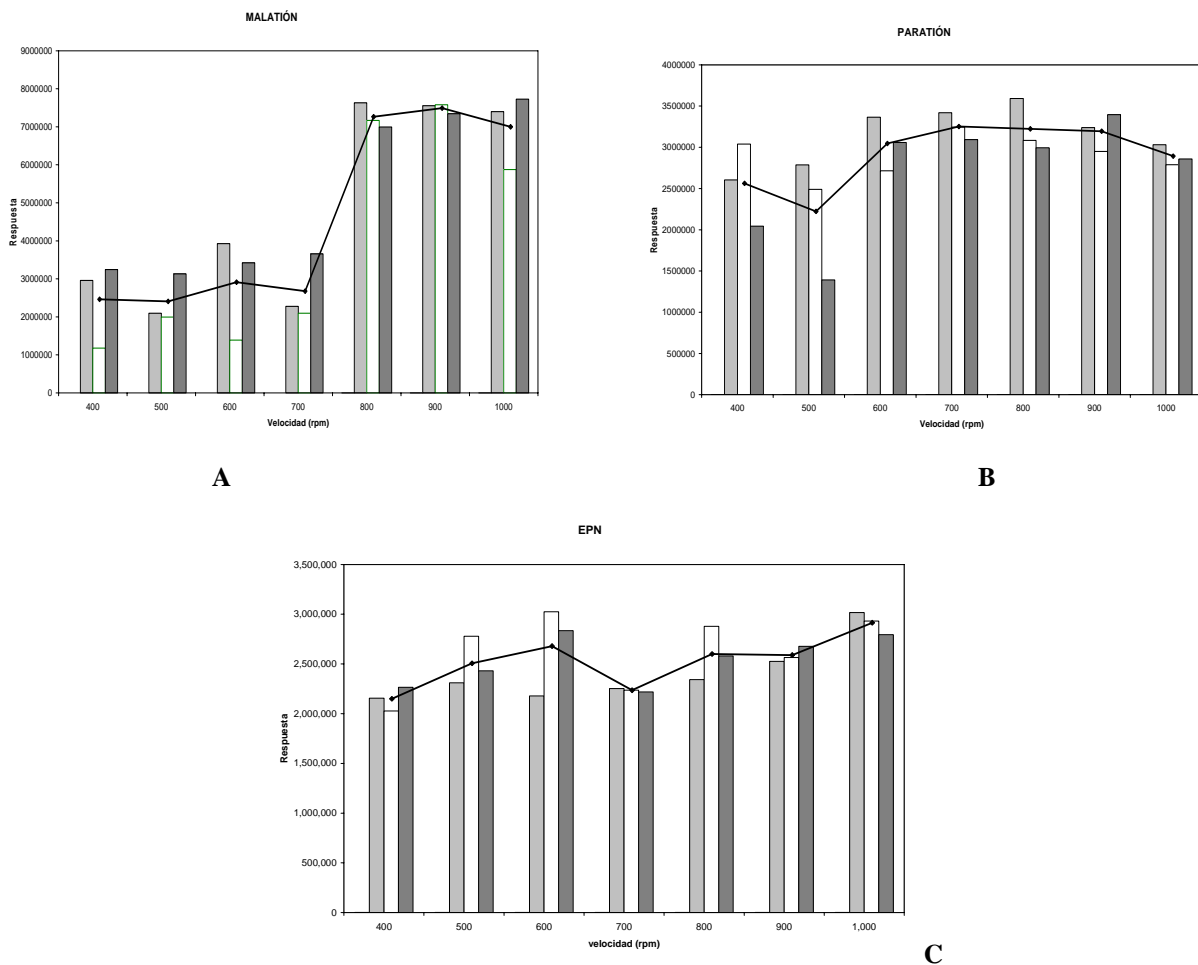 MALATIÓN
9000000
8000000
7000000
6000000
5000000
4000000
3000000
2000000
1000000
0
Respuesta
400 500 600 700 800 900 1000
Velocidad (rpm)
A
PARATIÓN
4000000
3500000
3000000
2500000
2000000
1500000
1000000
500000
0
Respuesta
400 500 600 700 800 900 1000
Velocidad (rpm)
B
EPN
3,500,000
3,000,000
2,500,000
2,000,000
1,500,000
1,000,000
500,000
0
Respuesta
400 500 600 700 800 900 1,000
velocidad (rpm)
C